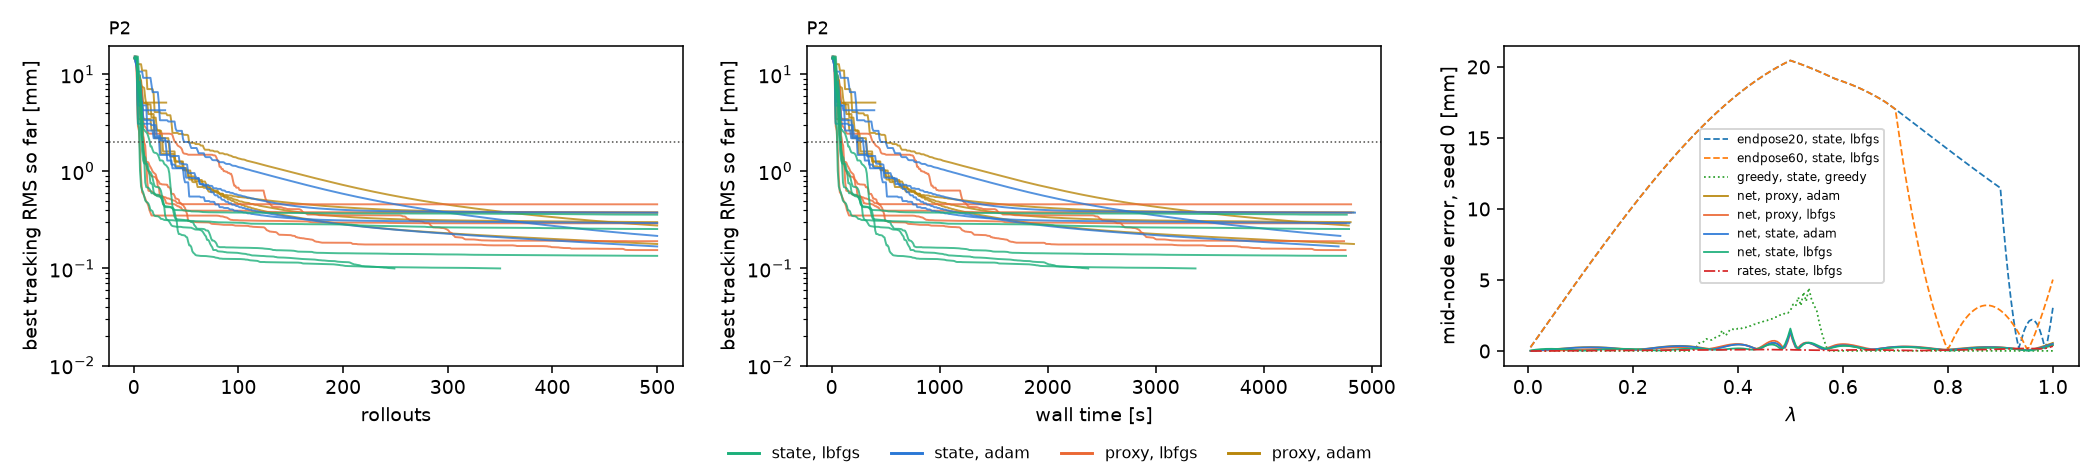 P2
best tracking RMS so far [mm]
10^1
10^0
10^-1
10^-2
0 100 200 300 400 500
rollouts
P2
best tracking RMS so far [mm]
10^1
10^0
10^-1
10^-2
0 1000 2000 3000 4000 5000
wall time [s]
mid-node error, seed 0 [mm]
20
15
10
5
0
endpose20, state, lbfgs
endpose60, state, lbfgs
greedy, state, greedy
net, proxy, adam
net, proxy, lbfgs
net, state, adam
net, state, lbfgs
rates, state, lbfgs
0.0 0.2 0.4 0.6 0.8 1.0
λ
state, lbfgs state, adam proxy, lbfgs proxy, adam